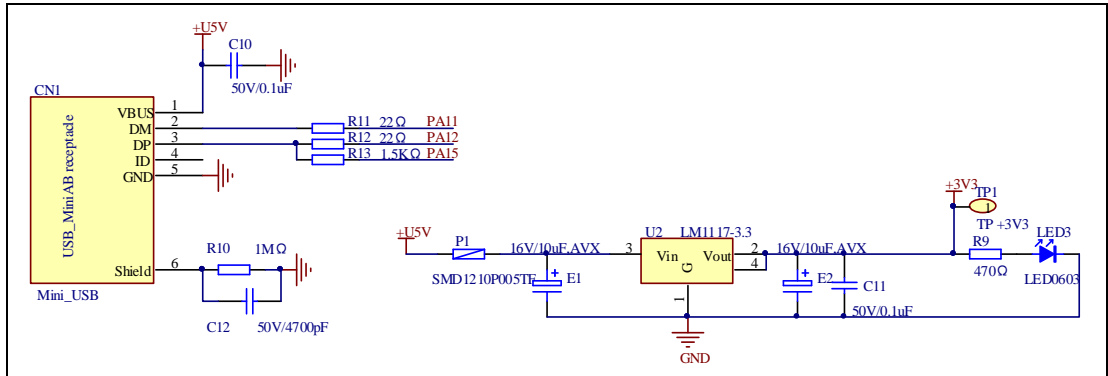 +U5V
C10
50V/0.1uF
CN1
USB_MiniAB receptacle
VBUS 1
DM 2
DP 3
ID 4
GND 5
Shield 6
Mini_USB
R11 22Ω PA11
R12 22Ω PA12
R13 1.5KΩ PA15
R10 1MΩ
C12 50V/4700pF
+U5V
P1
SMD1210P005TF
16V/10uF.AVX
E1
U2 LM1117-3.3
3 Vin Vout 2
4
G
1
GND
16V/10uF.AVX
E2
C11
50V/0.1uF
+3V3
TP1
1
TP +3V3
R9
470Ω
LED3
LED0603